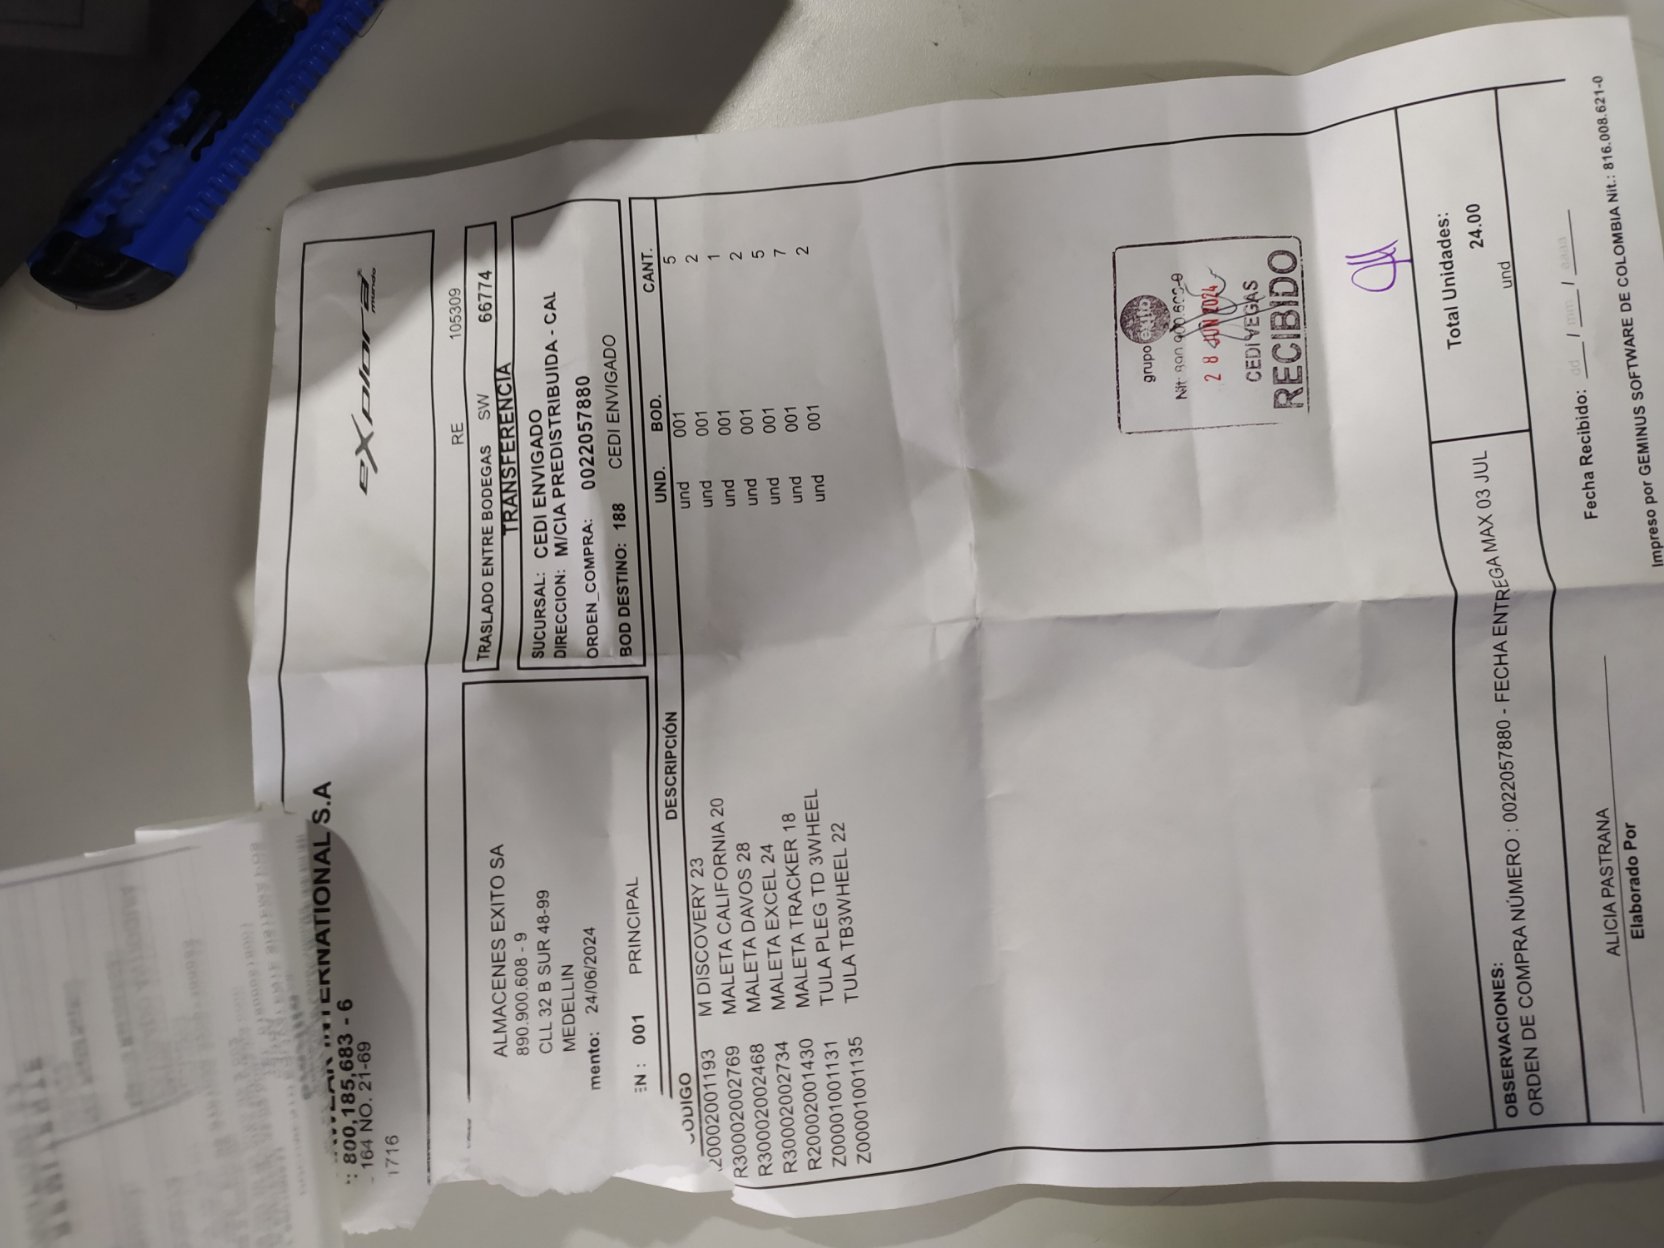 INTERNATIONAL S.A
800,185,683 - 6
164 NO. 21-69
1716
eXplora
mundo
RE 105309
TRASLADO ENTRE BODEGAS SW 66774
TRANSFERENCIA
ALMACENES EXITO SA
890.900.608 - 9
CLL 32 B SUR 48-99
MEDELLIN
mento: 24/06/2024
EN : 001 PRINCIPAL
SUCURSAL: CEDI ENVIGADO
DIRECCION: M/CIA PREDISTRIBUIDA - CAL
ORDEN_COMPRA: 0022057880
BOD DESTINO: 188 CEDI ENVIGADO
CODIGO DESCRIPCIÓN UND. BOD. CANT.
20002001193 M DISCOVERY 23 und 001 5
R30002002769 MALETA CALIFORNIA 20 und 001 2
R30002002468 MALETA DAVOS 28 und 001 1
R30002002734 MALETA EXCEL 24 und 001 2
R20002001430 MALETA TRACKER 18 und 001 5
Z00001001131 TULA PLEG TD 3WHEEL und 001 7
Z00001001135 TULA TB3WHEEL 22 und 001 2
grupo exito
Nit:
28 JUN 2024
CEDI VEGAS
RECIBIDO
OBSERVACIONES:
ORDEN DE COMPRA NÚMERO : 0022057880 - FECHA ENTREGA MAX 03 JUL
Total Unidades:
24.00
und
ALICIA PASTRANA
Elaborado Por
Fecha Recibido: dd / mm / aaaa
Impreso por GEMINUS SOFTWARE DE COLOMBIA Nit.: 816.008.621-0